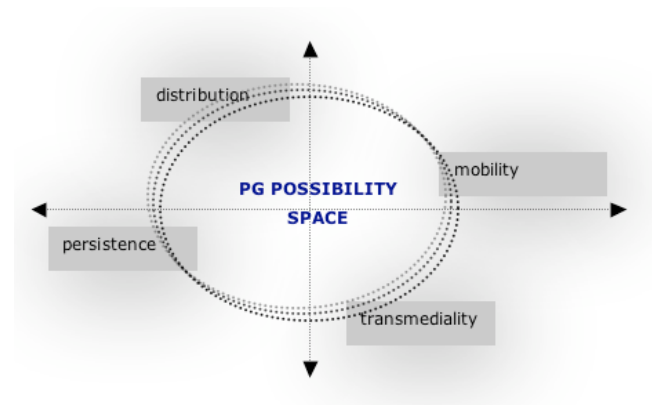 distribution
mobility
PG POSSIBILITY
SPACE
persistence
transmediality